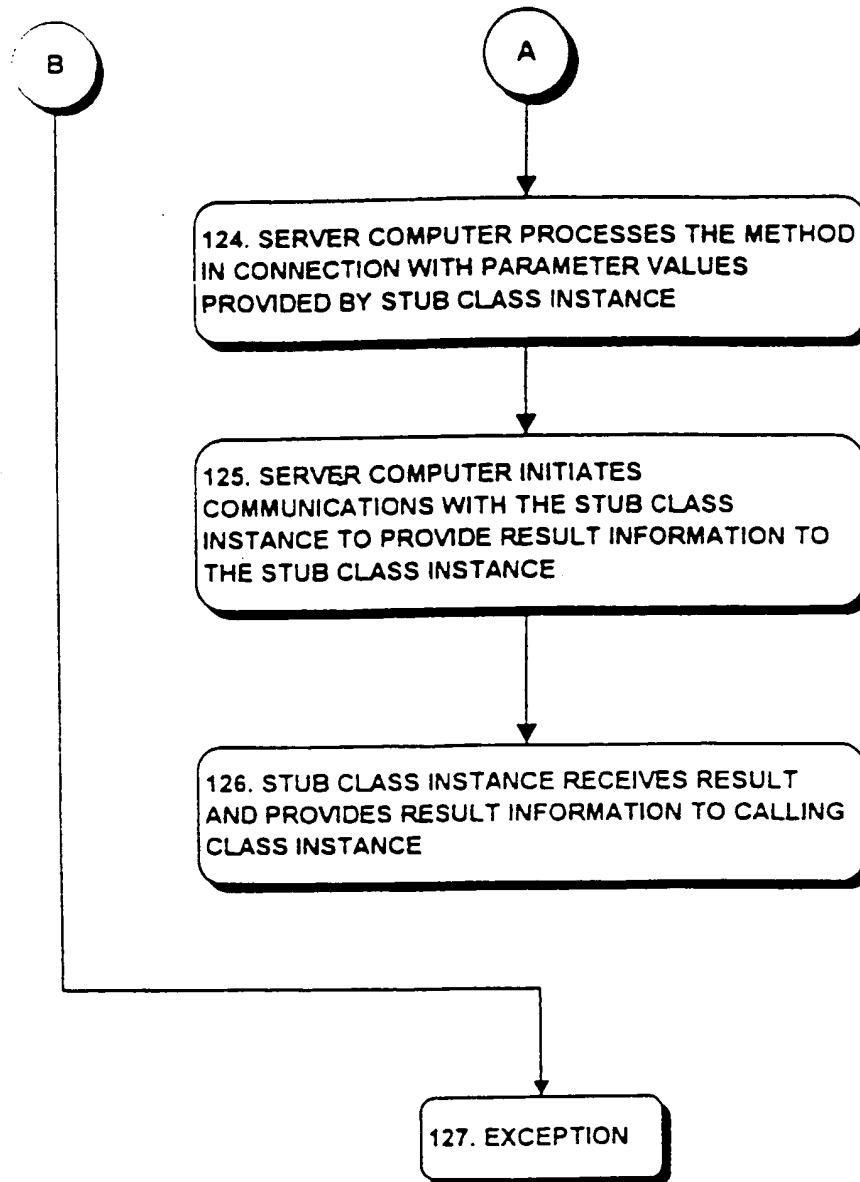 B
A
124. SERVER COMPUTER PROCESSES THE METHOD
IN CONNECTION WITH PARAMETER VALUES
PROVIDED BY STUB CLASS INSTANCE
125. SERVER COMPUTER INITIATES
COMMUNICATIONS WITH THE STUB CLASS
INSTANCE TO PROVIDE RESULT INFORMATION TO
THE STUB CLASS INSTANCE
126. STUB CLASS INSTANCE RECEIVES RESULT
AND PROVIDES RESULT INFORMATION TO CALLING
CLASS INSTANCE
127. EXCEPTION